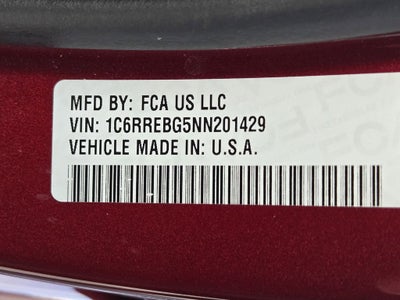 MFD BY: FCA US LLC
VIN: 1C6RREBG5NN201429
VEHICLE MADE IN: U.S.A.